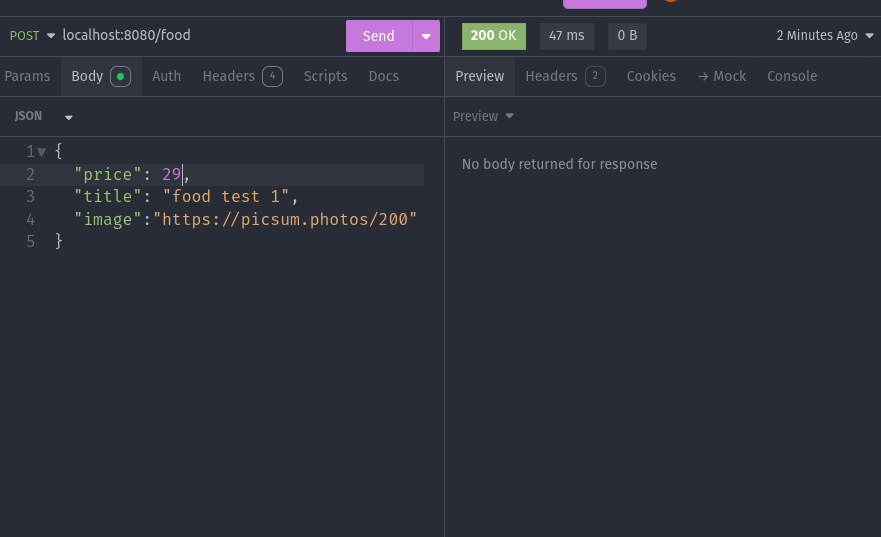 POST localhost:8080/food Send 200 OK 47 ms 0 B 2 Minutes Ago
Params Body Auth Headers 4 Scripts Docs Preview Headers 2 Cookies → Mock Console
JSON Preview
No body returned for response
1 {
2 "price": 29,
3 "title": "food test 1",
4 "image":"https://picsum.photos/200"
5 }